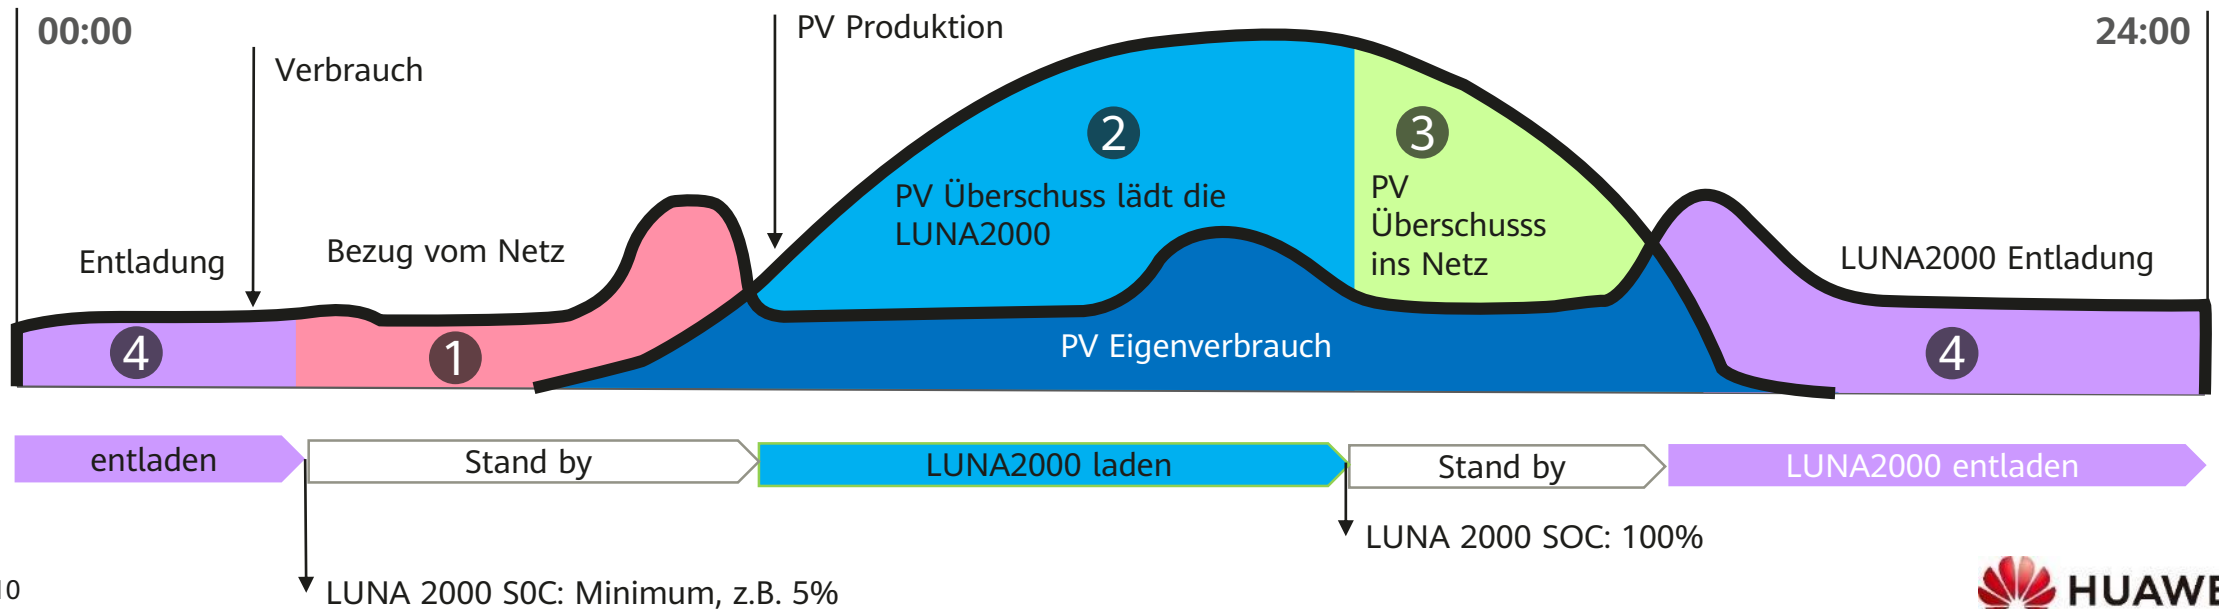 00:00
24:00
PV Produktion
Verbrauch
2
3
PV Überschuss lädt die
LUNA2000
PV
Überschusss
ins Netz
Entladung
Bezug vom Netz
LUNA2000 Entladung
4
1
PV Eigenverbrauch
4
entladen
Stand by
LUNA2000 laden
Stand by
LUNA2000 entladen
LUNA 2000 SOC: 100%
LUNA 2000 S0C: Minimum, z.B. 5%
10
HUAWE